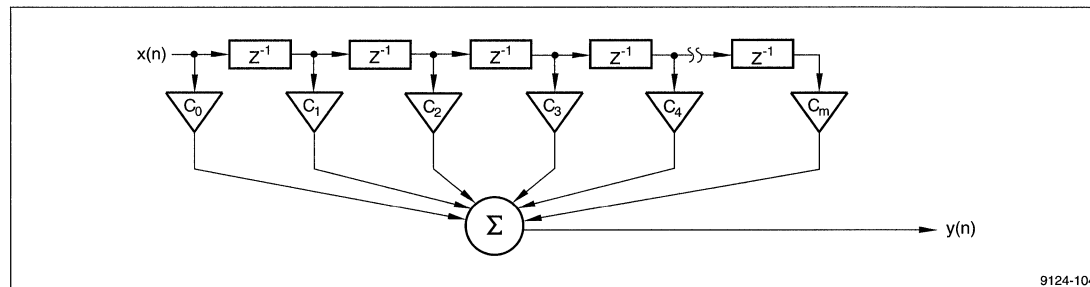 x(n) Z⁻¹ Z⁻¹ Z⁻¹ Z⁻¹ Z⁻¹
C₀ C₁ C₂ C₃ C₄ Cₘ
Σ
y(n)
9124-104